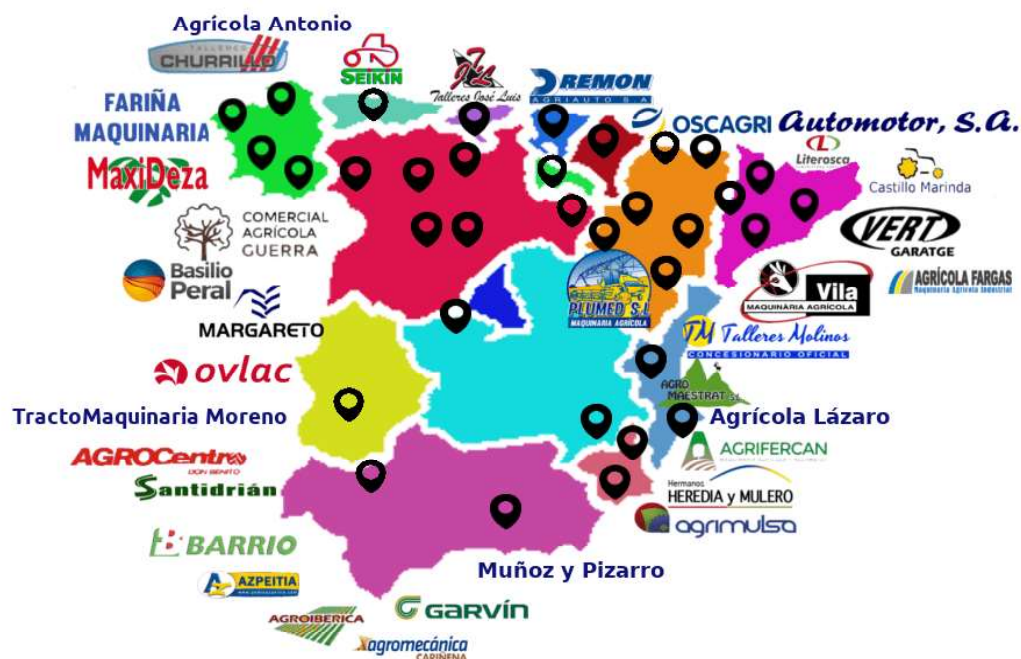 Agrícola Antonio
TALLERES
CHURRILLO
SEIKIN
JTL
Talleres José Luis
REMON
AGRIAUTO S.A
FARIÑA
MAQUINARIA
OSCAGRI
Automotor, S.A.
Literosca
MaxiDeza
Castillo Marinda
COMERCIAL
AGRÍCOLA
GUERRA
VERT
GARATGE
Basilio
Peral
PLUMED S.L
MAQUINARIA AGRÍCOLA
Vila
MAQUINÀRIA AGRÍCOLA
AGRÍCOLA FARGAS
Maquinaria Agrícola Industrial
MARGARETO
TM Talleres Molinos
CONCESIONARIO OFICIAL
ovlac
AGRO
MAESTRAT S.L.
TractoMaquinaria Moreno
Agrícola Lázaro
AGROCentro
DON BENITO
AGRIFERCAN
Santidrián
Hermanos
HEREDIA y MULERO
agrimulsa
BARRIO
Muñoz y Pizarro
AZPEITIA
GARVÍN
AGROIBERICA
agromecánica
CARIÑENA